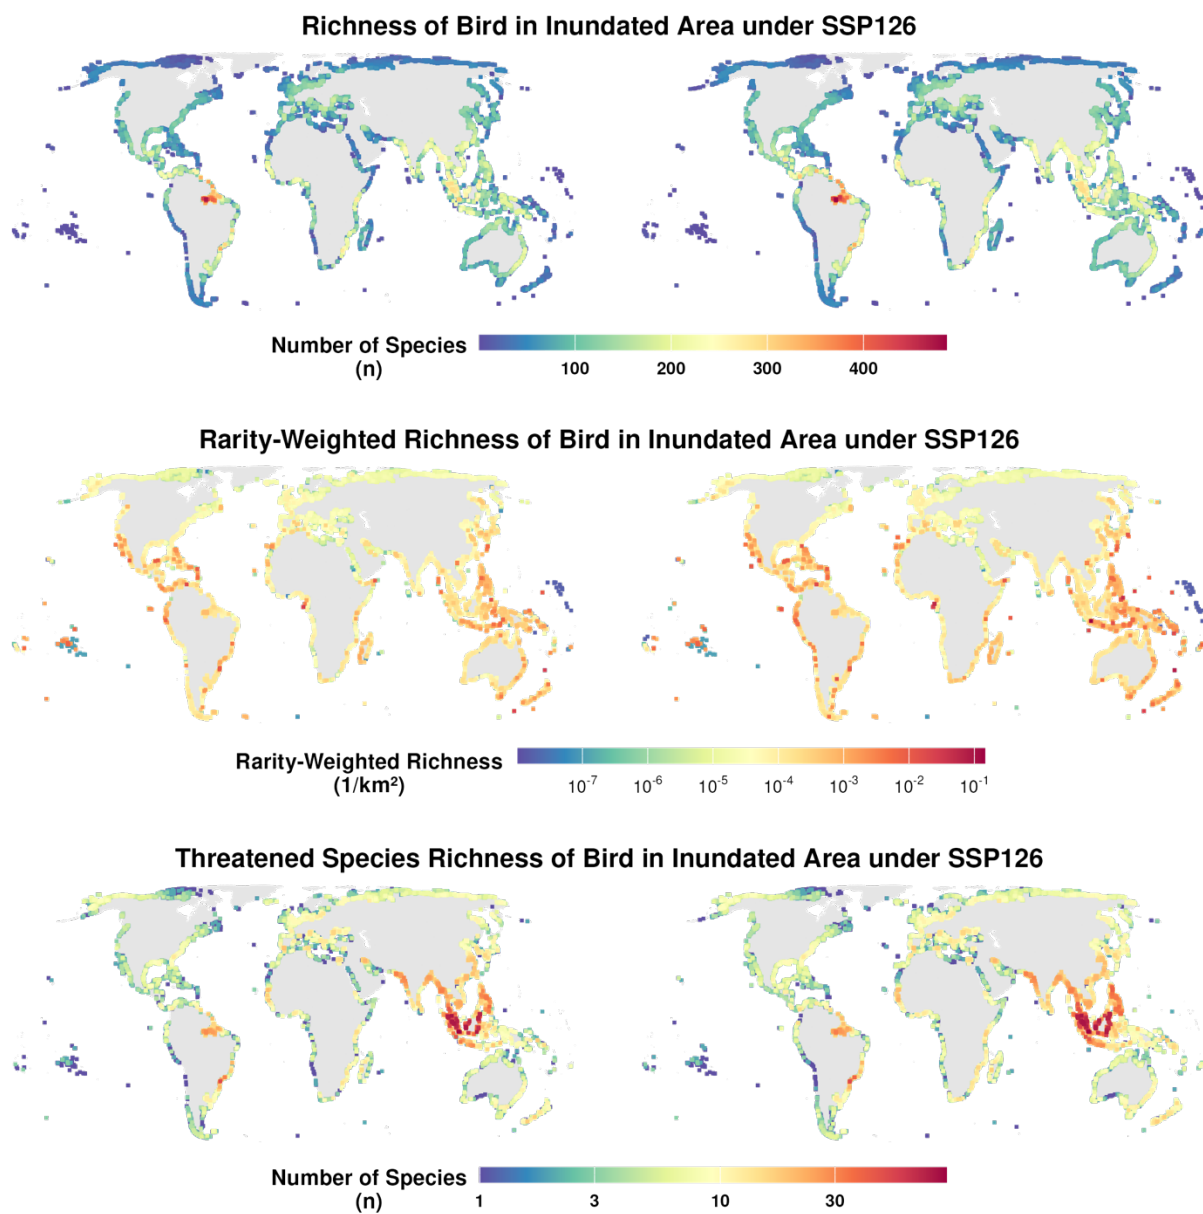 Richness of Bird in Inundated Area under SSP126
Number of Species
(n)
100 200 300 400
Rarity-Weighted Richness of Bird in Inundated Area under SSP126
Rarity-Weighted Richness
(1/km²)
10⁻⁷ 10⁻⁶ 10⁻⁵ 10⁻⁴ 10⁻³ 10⁻² 10⁻¹
Threatened Species Richness of Bird in Inundated Area under SSP126
Number of Species
(n)
1 3 10 30